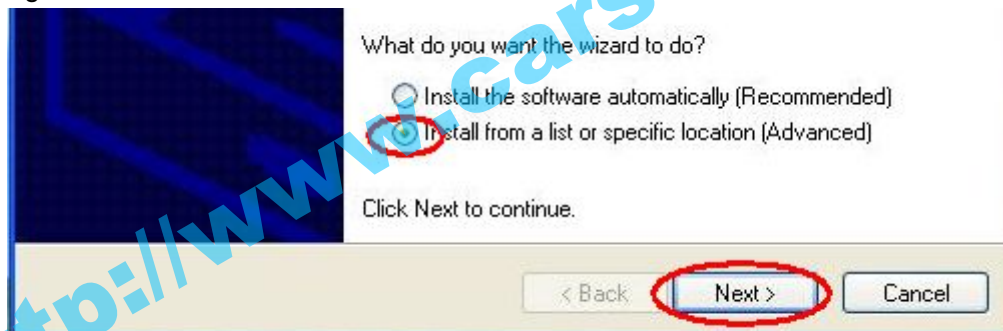 What do you want the wizard to do?
Install the software automatically (Recommended)
Install from a list or specific location (Advanced)
Click Next to continue.
< Back
Next >
Cancel
tp://www.cars